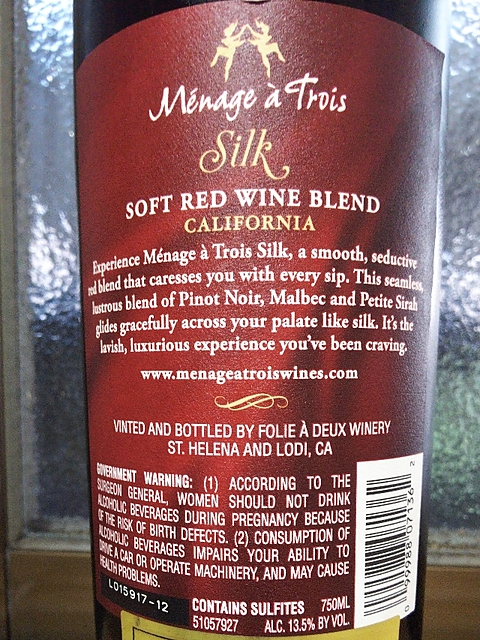 Ménage à Trois
Silk
SOFT RED WINE BLEND
CALIFORNIA
Experience Ménage à Trois Silk, a smooth, seductive
red blend that caresses you with every sip. This seamless,
lustrous blend of Pinot Noir, Malbec and Petite Sirah
glides gracefully across your palate like silk. It's the
lavish, luxurious experience you've been craving.
www.menageatroiswines.com
VINTED AND BOTTLED BY FOLIE À DEUX WINERY
ST. HELENA AND LODI, CA
GOVERNMENT WARNING: (1) ACCORDING TO THE
SURGEON GENERAL, WOMEN SHOULD NOT DRINK
ALCOHOLIC BEVERAGES DURING PREGNANCY BECAUSE
OF THE RISK OF BIRTH DEFECTS. (2) CONSUMPTION OF
ALCOHOLIC BEVERAGES IMPAIRS YOUR ABILITY TO
DRIVE A CAR OR OPERATE MACHINERY, AND MAY CAUSE
HEALTH PROBLEMS.
L015917-12
CONTAINS SULFITES 750ML
51057927 ALC. 13.5% BY VOL.
0 99988 07136 2